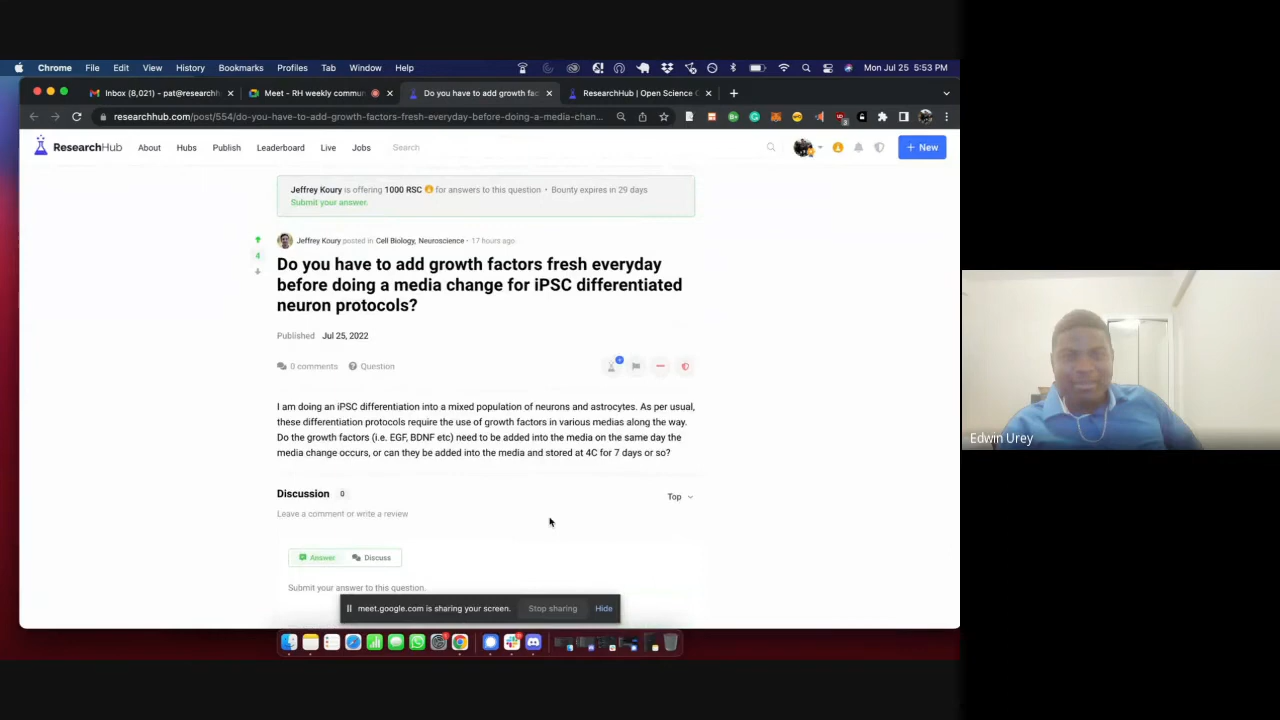 Chrome File Edit View History Bookmarks Profiles Tab Window Help Mon Jul 25 5:53 PM
Inbox (8,021) - pat@researchh Meet - RH weekly commun Do you have to add growth fac ResearchHub | Open Science C
researchhub.com/post/554/do-you-have-to-add-growth-factors-fresh-everyday-before-doing-a-media-chan...
ResearchHub About Hubs Publish Leaderboard Live Jobs Search New
Jeffrey Koury is offering 1000 RSC for answers to this question • Bounty expires in 29 days
Submit your answer.
Jeffrey Koury posted in Cell Biology, Neuroscience • 17 hours ago
4
Do you have to add growth factors fresh everyday
before doing a media change for iPSC differentiated
neuron protocols?
Published Jul 25, 2022
0 comments Question
I am doing an iPSC differentiation into a mixed population of neurons and astrocytes. As per usual,
these differentiation protocols require the use of growth factors in various medias along the way.
Do the growth factors (i.e. EGF, BDNF etc) need to be added into the media on the same day the
media change occurs, or can they be added into the media and stored at 4C for 7 days or so?
Discussion 0 Top
Leave a comment or write a review
Answer Discuss
Submit your answer to this question.
meet.google.com is sharing your screen. Stop sharing Hide
Edwin Urey